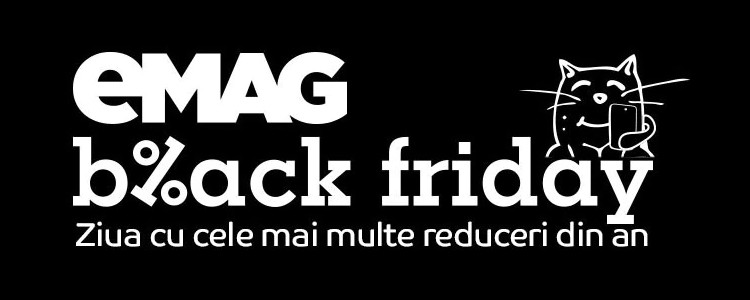 eMAG
b%ack friday
Ziua cu cele mai multe reduceri din an